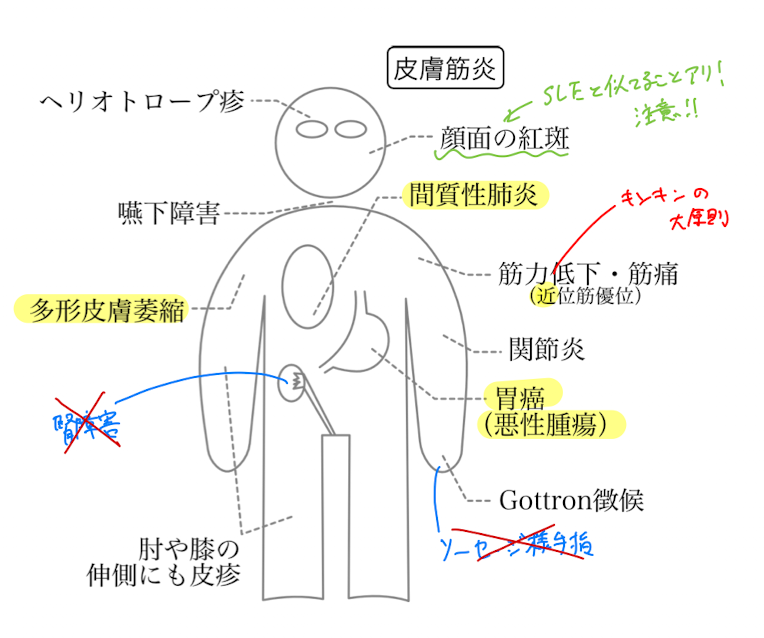 皮膚筋炎
ヘリオトロープ疹
SLEと似てることアリ!
注意!!
顔面の紅斑
間質性肺炎
キンキンの
大原則
嚥下障害
筋力低下・筋痛
(近位筋優位)
多形皮膚萎縮
関節炎
胃癌
(悪性腫瘍)
腎障害
Gottron徴候
ソーセージ様手指
肘や膝の
伸側にも皮疹